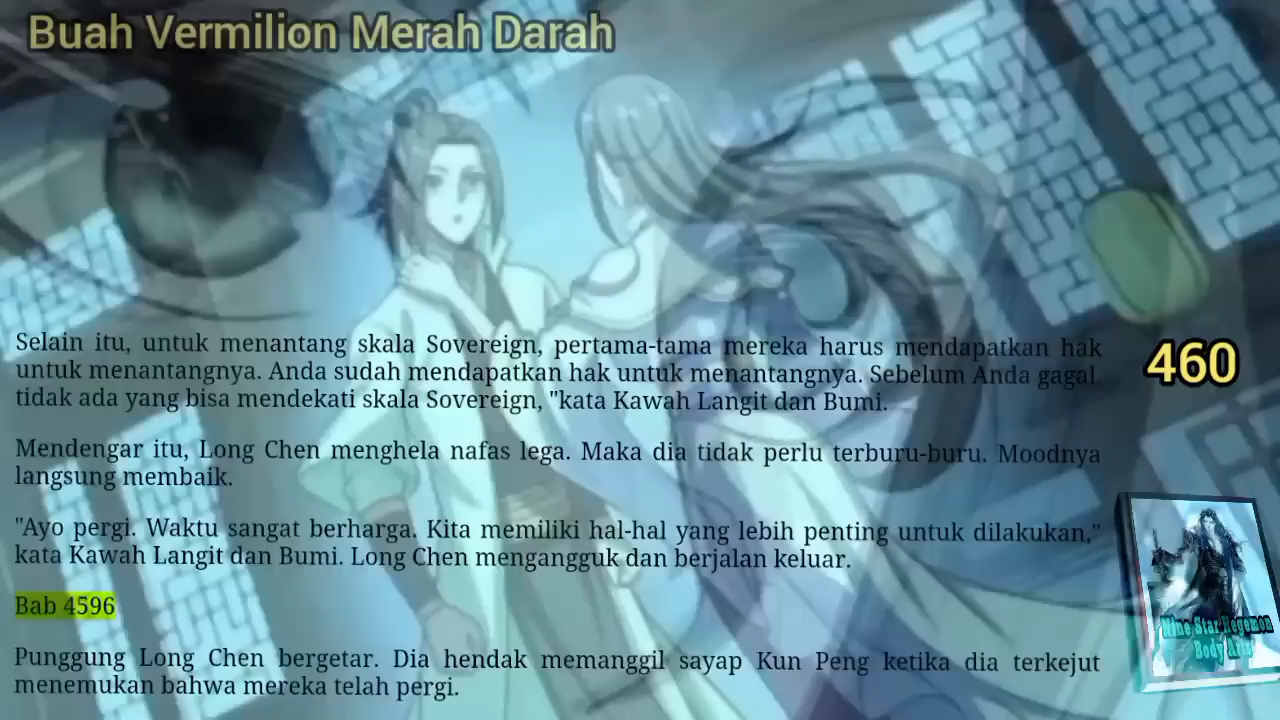 Buah Vermilion Merah Darah
Selain itu, untuk menantang skala Sovereign, pertama-tama mereka harus mendapatkan hak
untuk menantangnya. Anda sudah mendapatkan hak untuk menantangnya. Sebelum Anda gagal.
tidak ada yang bisa mendekati skala Sovereign, "kata Kawah Langit dan Bumi.
460
Mendengar itu, Long Chen menghela nafas lega. Maka dia tidak perlu terburu-buru. Moodnya
langsung membaik.
"Ayo pergi. Waktu sangat berharga. Kita memiliki hal-hal yang lebih penting untuk dilakukan,"
kata Kawah Langit dan Bumi. Long Chen mengangguk dan berjalan keluar.
Bab 4596
Punggung Long Chen bergetar. Dia hendak memanggil sayap Kun Peng ketika dia terkejut
menemukan bahwa mereka telah pergi.
Nine Star Hegemon
Body Arts